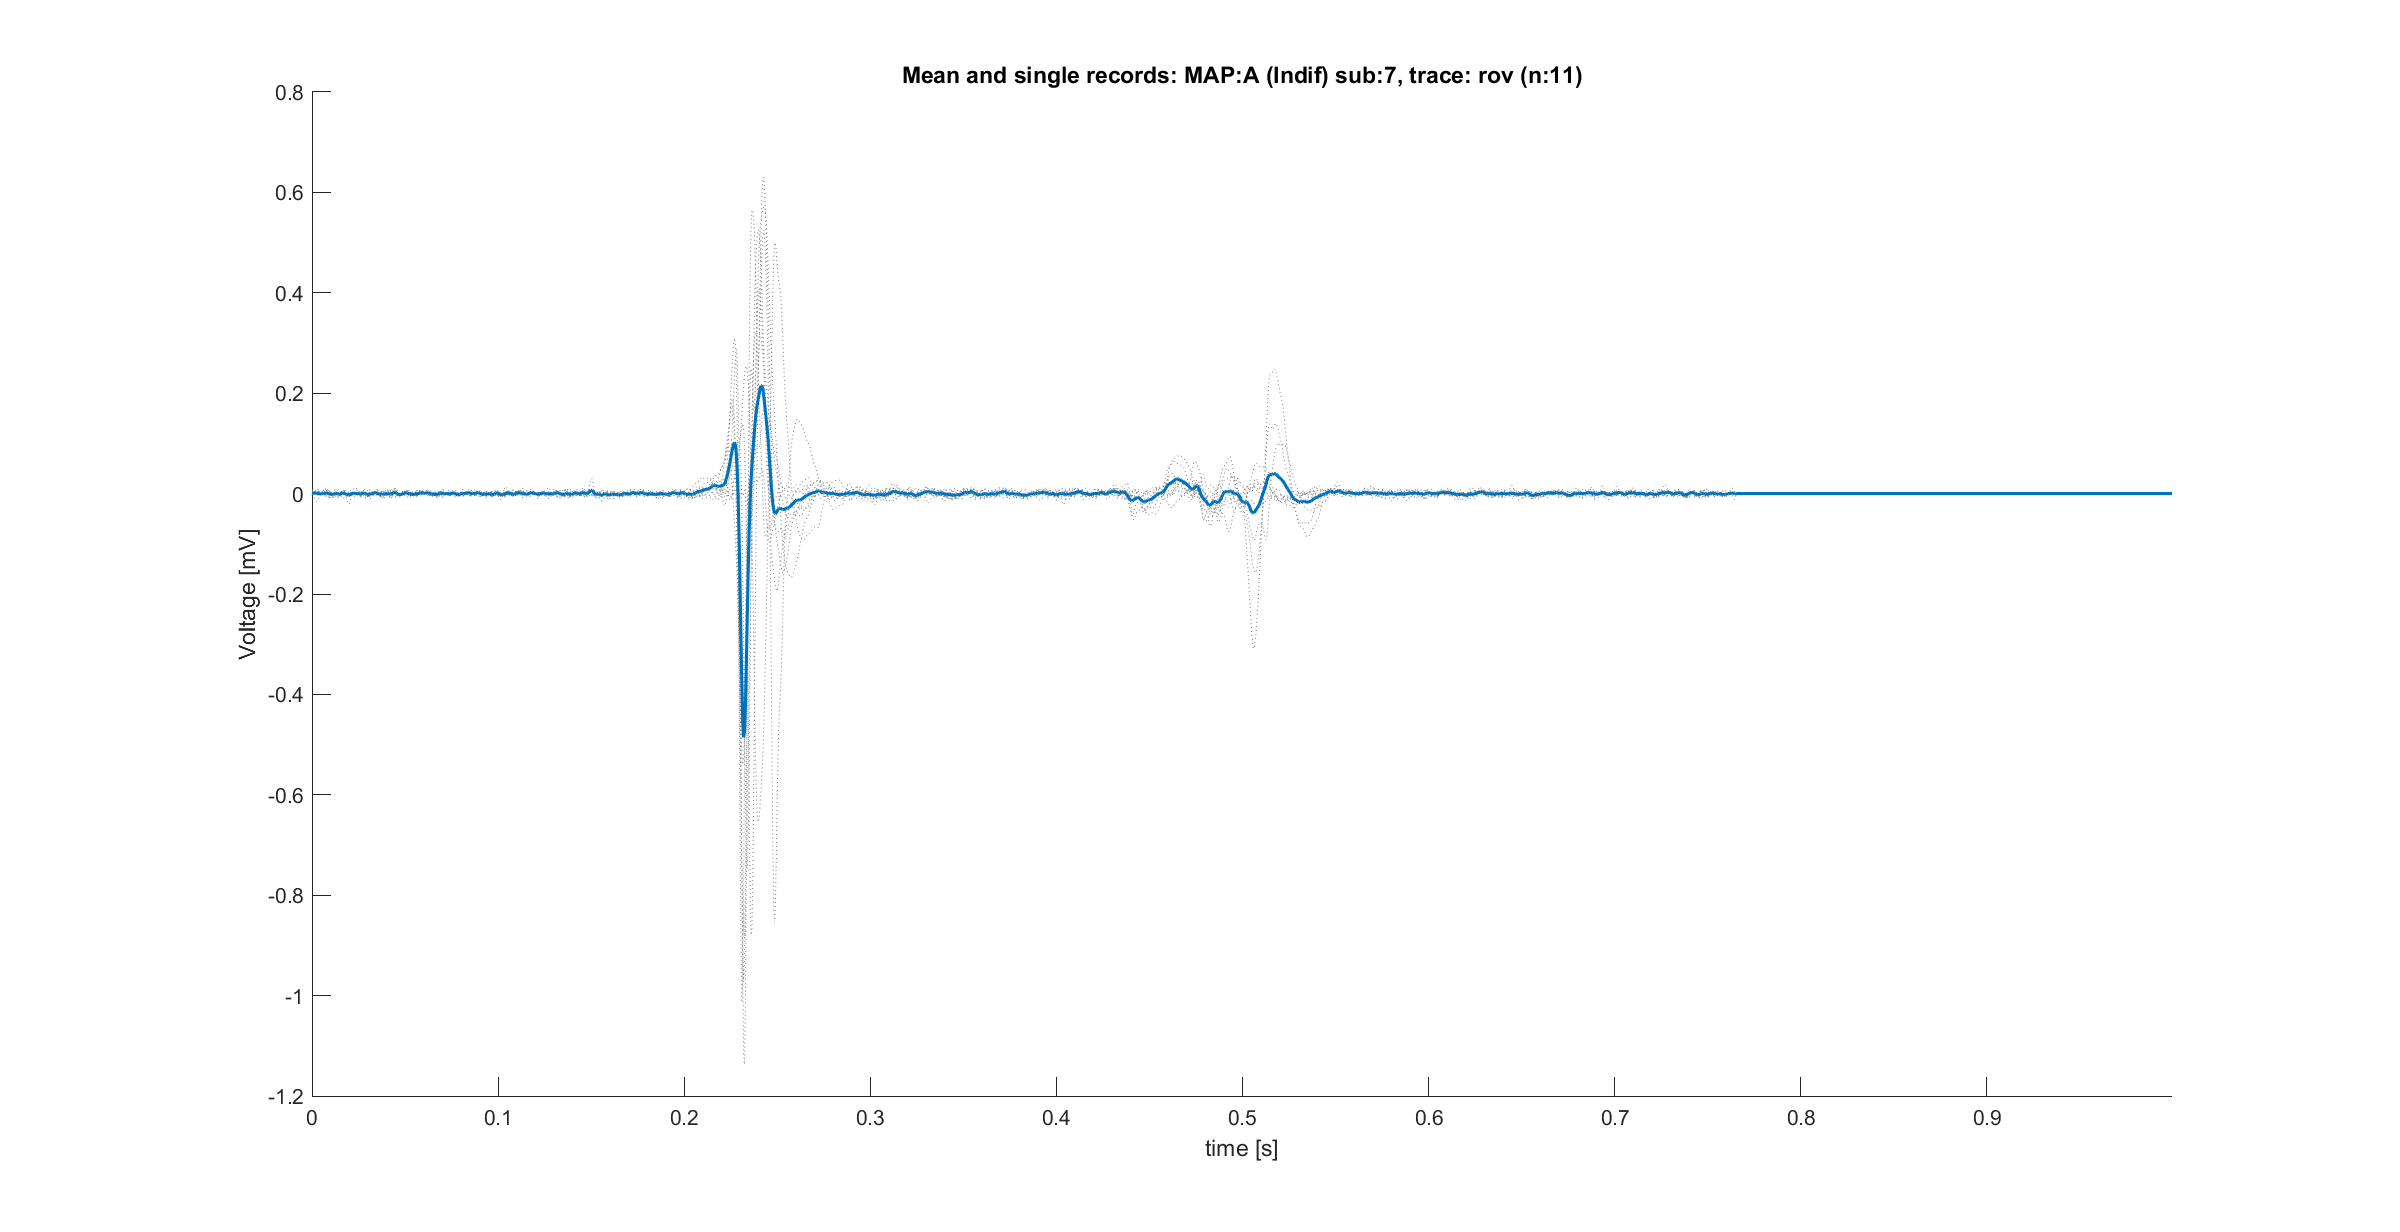 Mean and single records: MAP:A (Indif) sub:7, trace: rov (n:11)
0.8
0.6
0.4
0.2
0
-0.2
-0.4
-0.6
-0.8
-1
-1.2
Voltage [mV]
0 0.1 0.2 0.3 0.4 0.5 0.6 0.7 0.8 0.9
time [s]